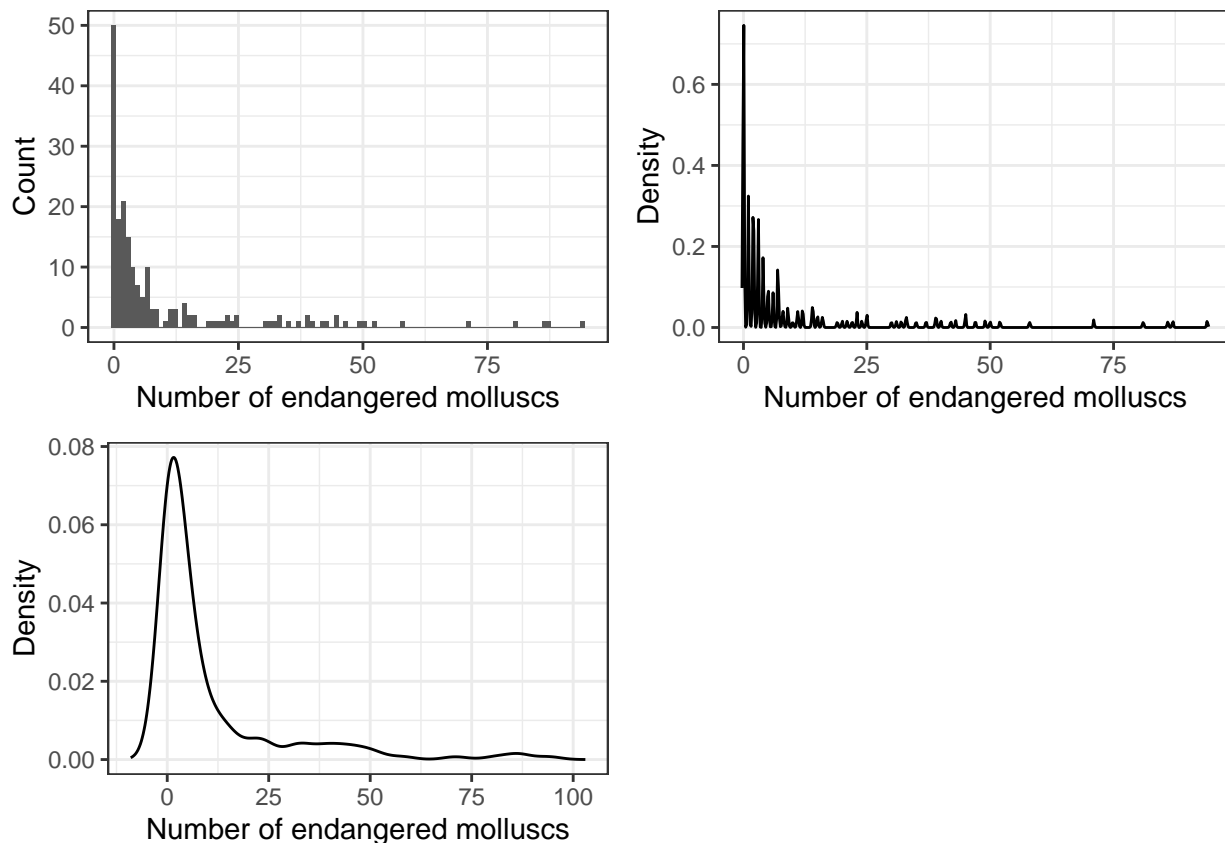 50
40
30
20
10
0
Count
0 25 50 75
Number of endangered molluscs
0.6
0.4
0.2
0.0
Density
0 25 50 75
Number of endangered molluscs
0.08
0.06
0.04
0.02
0.00
Density
0 25 50 75 100
Number of endangered molluscs